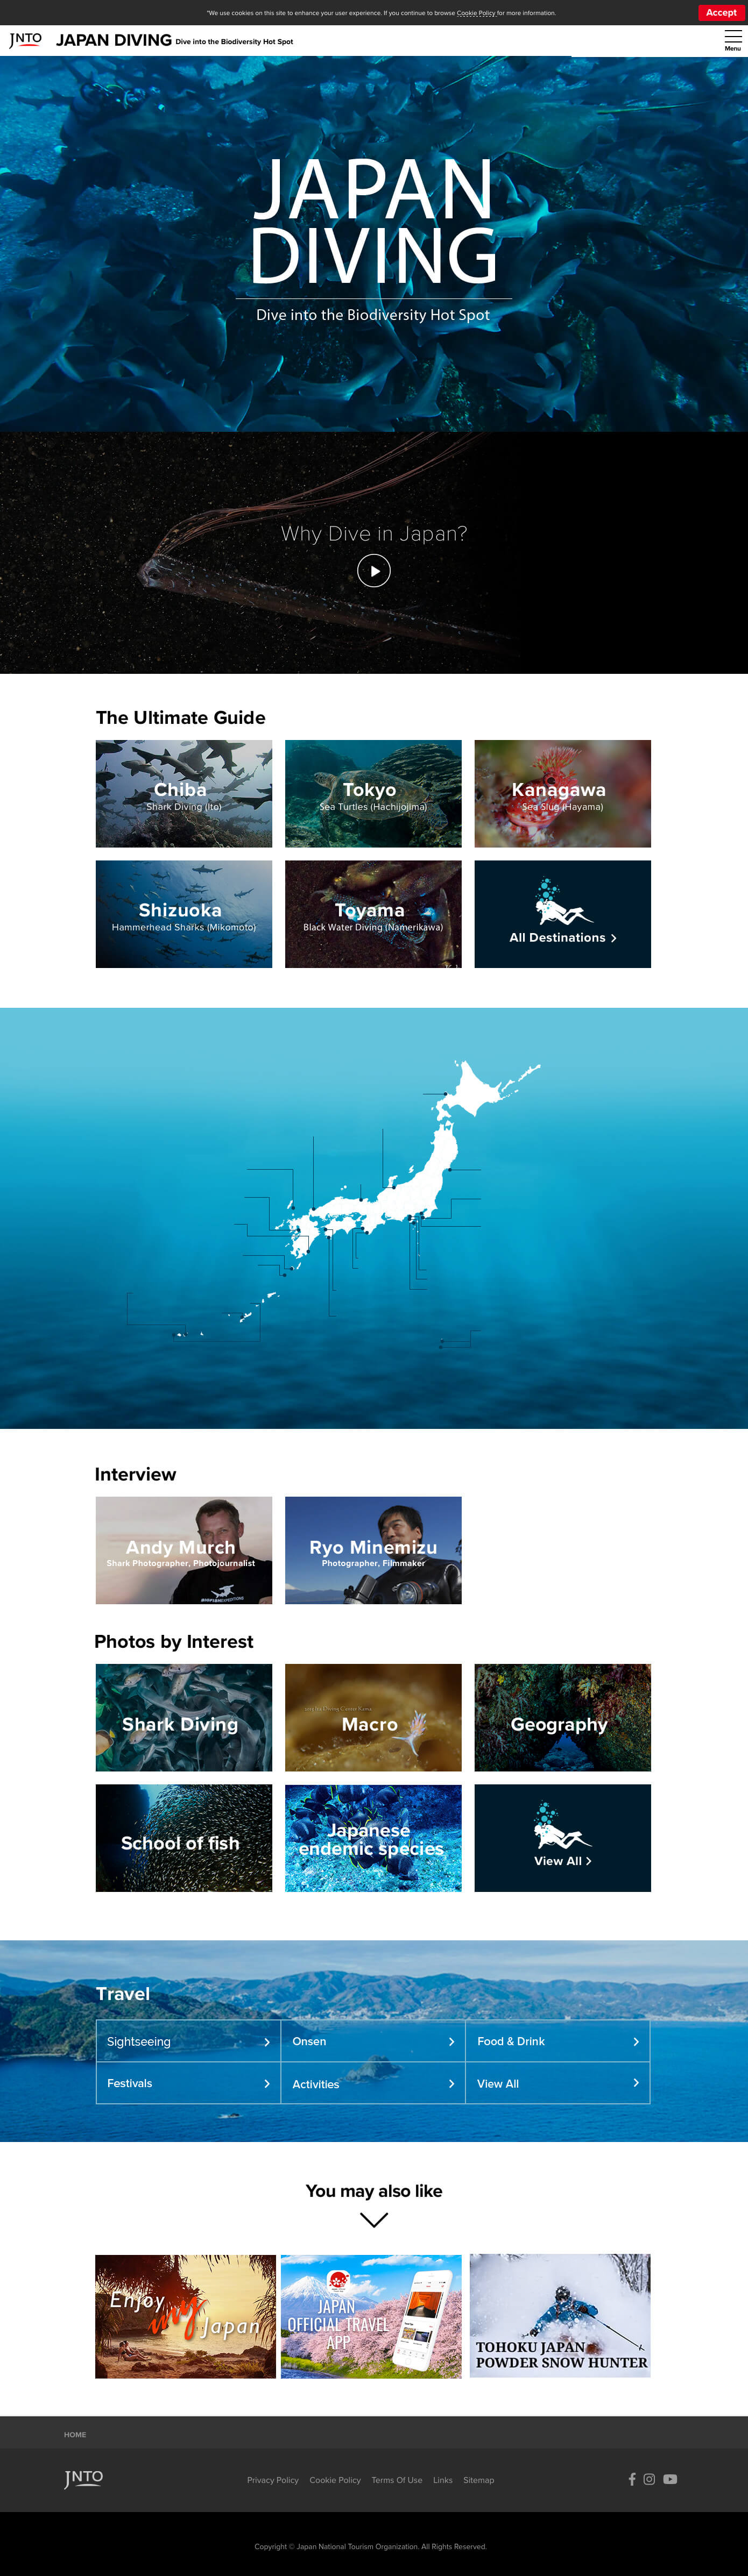 "We use cookies on this site to enhance your user experience. If you continue to browse Cookie Policy for more information.
Accept
JNTO
JAPAN DIVING Dive into the Biodiversity Hot Spot
Menu
JAPAN
DIVING
Dive into the Biodiversity Hot Spot
Why Dive in Japan?
The Ultimate Guide
Chiba
Shark Diving (Ito)
Tokyo
Sea Turtles (Hachijojima)
Kanagawa
Sea Slug (Hayama)
Shizuoka
Hammerhead Sharks (Mikomoto)
Toyama
Black Water Diving (Namerikawa)
All Destinations
Interview
Andy Murch
Shark Photographer, Photojournalist
Ryo Minemizu
Photographer, Filmmaker
Photos by Interest
Shark Diving
Macro
Geography
School of fish
Japanese
endemic species
View All
Travel
Sightseeing
Onsen
Food & Drink
Festivals
Activities
View All
You may also like
Enjoy my Japan
JAPAN
OFFICIAL TRAVEL
APP
TOHOKU JAPAN
POWDER SNOW HUNTER
HOME
JNTO
Privacy Policy Cookie Policy Terms Of Use Links Sitemap
Copyright © Japan National Tourism Organization. All Rights Reserved.